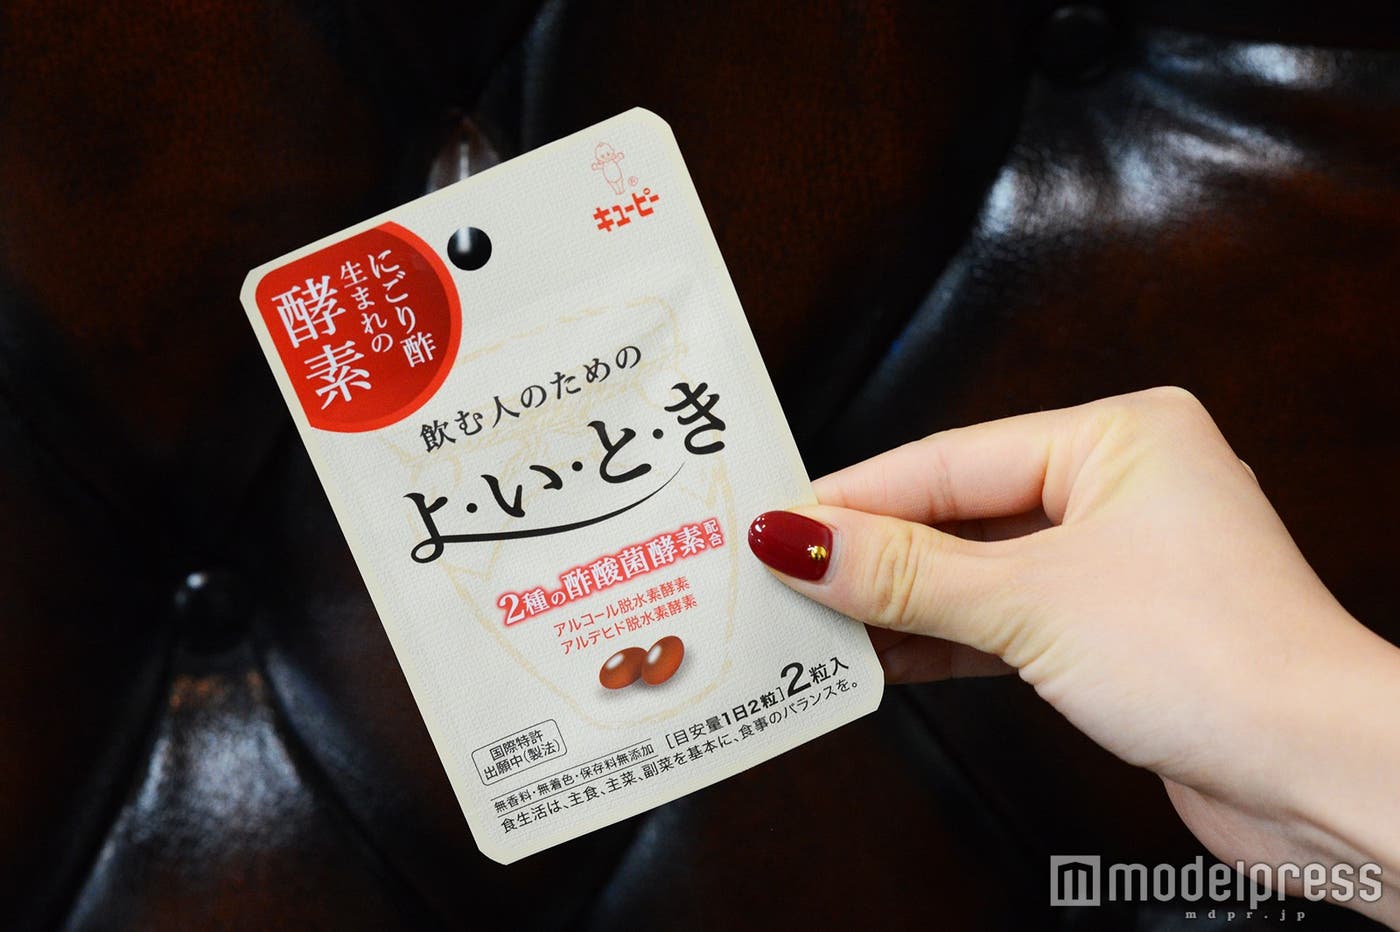 ®
キユーピー
にごり酢
生まれの
酵素
飲む人のための
よ・い・と・き
2種の酢酸菌酵素配合
アルコール脱水素酵素
アルデヒド脱水素酵素
[目安量1日2粒]2粒入
国際特許
出願中(製法)
無香料・無着色・保存料無添加
食生活は、主食、主菜、副菜を基本に、食事のバランスを。
modelpress
mdpr.jp